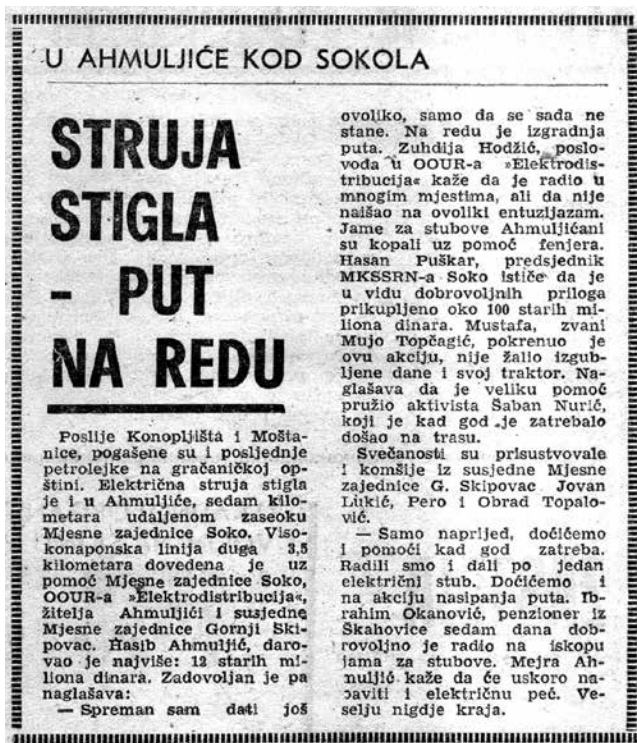 U AHMULJIĆE KOD SOKOLA
STRUJA
STIGLA
- PUT
NA REDU
Poslije Konopljišta i Mošta-
nice, pogašene su i posljednje
petrolejke na gračaničkoj op-
štini. Električna struja stigla
je i u Ahmuljiće, sedam kilo-
metara udaljenom zaseoku
Mjesne zajednice Soko. Viso-
konaponska linija duga 3,5
kilometara dovedena je uz
pomoć Mjesne zajednice Soko,
OOUR-a »Elektrodistribucija«,
žitelja Ahmuljići i susjedne
Mjesne zajednice Gornji Ski-
povac. Hasib Ahmuljić, daro-
vao je najviše: 12 starih mi-
liona dinara. Zadovoljan je pa
naglašava:
— Spreman sam dati još
ovoliko, samo da se sada ne
stane. Na redu je izgradnja
puta. Zuhdija Hodžić, poslo-
vođa u OOUR-a »Elektrodis-
tribucija« kaže da je radio u
mnogim mjestima, ali da nije
naišao na ovoliki entuzijazam.
Jame za stubove Ahmuljićani
su kopali uz pomoć fenjera.
Hasan Puškar, predsjednik
MKSSRN-a Soko ističe da je
u vidu dobrovoljnih priloga
prikupljeno oko 100 starih mi-
liona dinara. Mustafa, zvani
Mujo Topčagić, pokrenuo je
ovu akciju, nije žalio izgub-
ljene dane i svoj traktor. Na-
glašava da je veliku pomoć
pružio aktivista Šaban Nurić,
koji je kad god je zatrebalo
došao na trasu.
Svečanosti su prisustvovale
i komšije iz susjedne Mjesne
zajednice G. Skipovac Jovan
Lukić, Pero i Obrad Topalo-
vić.
— Samo naprijed, doćićemo
i pomoći kad god zatreba.
Radili smo i dali po jedan
električni stub. Doćićemo i
na akciju nasipanja puta. Ib-
rahim Okanović, penzioner iz
Škahovice sedam dana dob-
rovoljno je radio na iskopu
jama za stubove. Mejra Ah-
muljić kaže da će uskoro na-
baviti i električnu peć. Ve-
selju nigdje kraja.